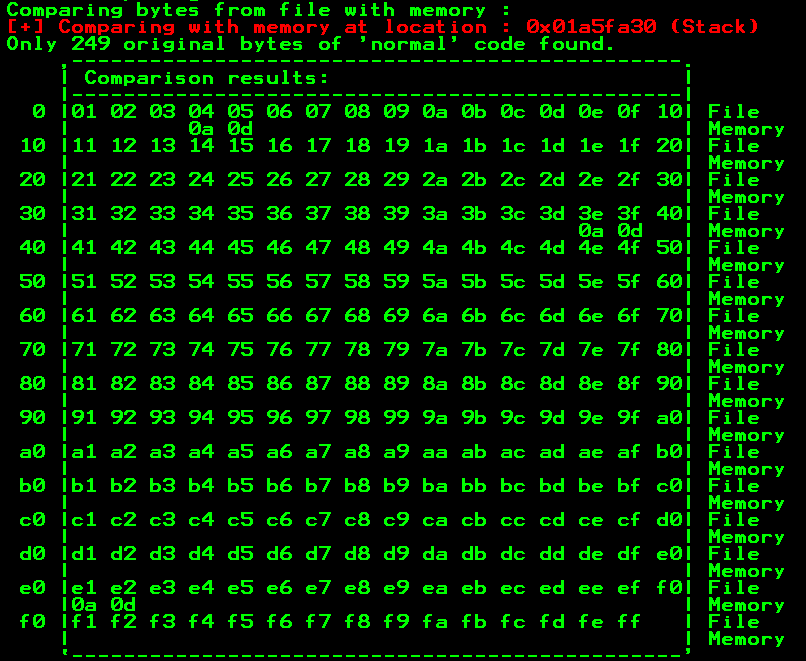 Comparing bytes from file with memory :
[+] Comparing with memory at location : 0x01a5fa30 (Stack)
Only 249 original bytes of 'normal' code found.
,-----------------------------------------------,
| Comparison results:                           |
|-----------------------------------------------|
0 |01 02 03 04 05 06 07 08 09 0a 0b 0c 0d 0e 0f 10| File
|         0a 0d                                 | Memory
10 |11 12 13 14 15 16 17 18 19 1a 1b 1c 1d 1e 1f 20| File
|                                               | Memory
20 |21 22 23 24 25 26 27 28 29 2a 2b 2c 2d 2e 2f 30| File
|                                               | Memory
30 |31 32 33 34 35 36 37 38 39 3a 3b 3c 3d 3e 3f 40| File
|                                       0a 0d   | Memory
40 |41 42 43 44 45 46 47 48 49 4a 4b 4c 4d 4e 4f 50| File
|                                               | Memory
50 |51 52 53 54 55 56 57 58 59 5a 5b 5c 5d 5e 5f 60| File
|                                               | Memory
60 |61 62 63 64 65 66 67 68 69 6a 6b 6c 6d 6e 6f 70| File
|                                               | Memory
70 |71 72 73 74 75 76 77 78 79 7a 7b 7c 7d 7e 7f 80| File
|                                               | Memory
80 |81 82 83 84 85 86 87 88 89 8a 8b 8c 8d 8e 8f 90| File
|                                               | Memory
90 |91 92 93 94 95 96 97 98 99 9a 9b 9c 9d 9e 9f a0| File
|                                               | Memory
a0 |a1 a2 a3 a4 a5 a6 a7 a8 a9 aa ab ac ad ae af b0| File
|                                               | Memory
b0 |b1 b2 b3 b4 b5 b6 b7 b8 b9 ba bb bc bd be bf c0| File
|                                               | Memory
c0 |c1 c2 c3 c4 c5 c6 c7 c8 c9 ca cb cc cd ce cf d0| File
|                                               | Memory
d0 |d1 d2 d3 d4 d5 d6 d7 d8 d9 da db dc dd de df e0| File
|                                               | Memory
e0 |e1 e2 e3 e4 e5 e6 e7 e8 e9 ea eb ec ed ee ef f0| File
|0a 0d                                          | Memory
f0 |f1 f2 f3 f4 f5 f6 f7 f8 f9 fa fb fc fd fe ff   | File
|                                               | Memory
'-----------------------------------------------'